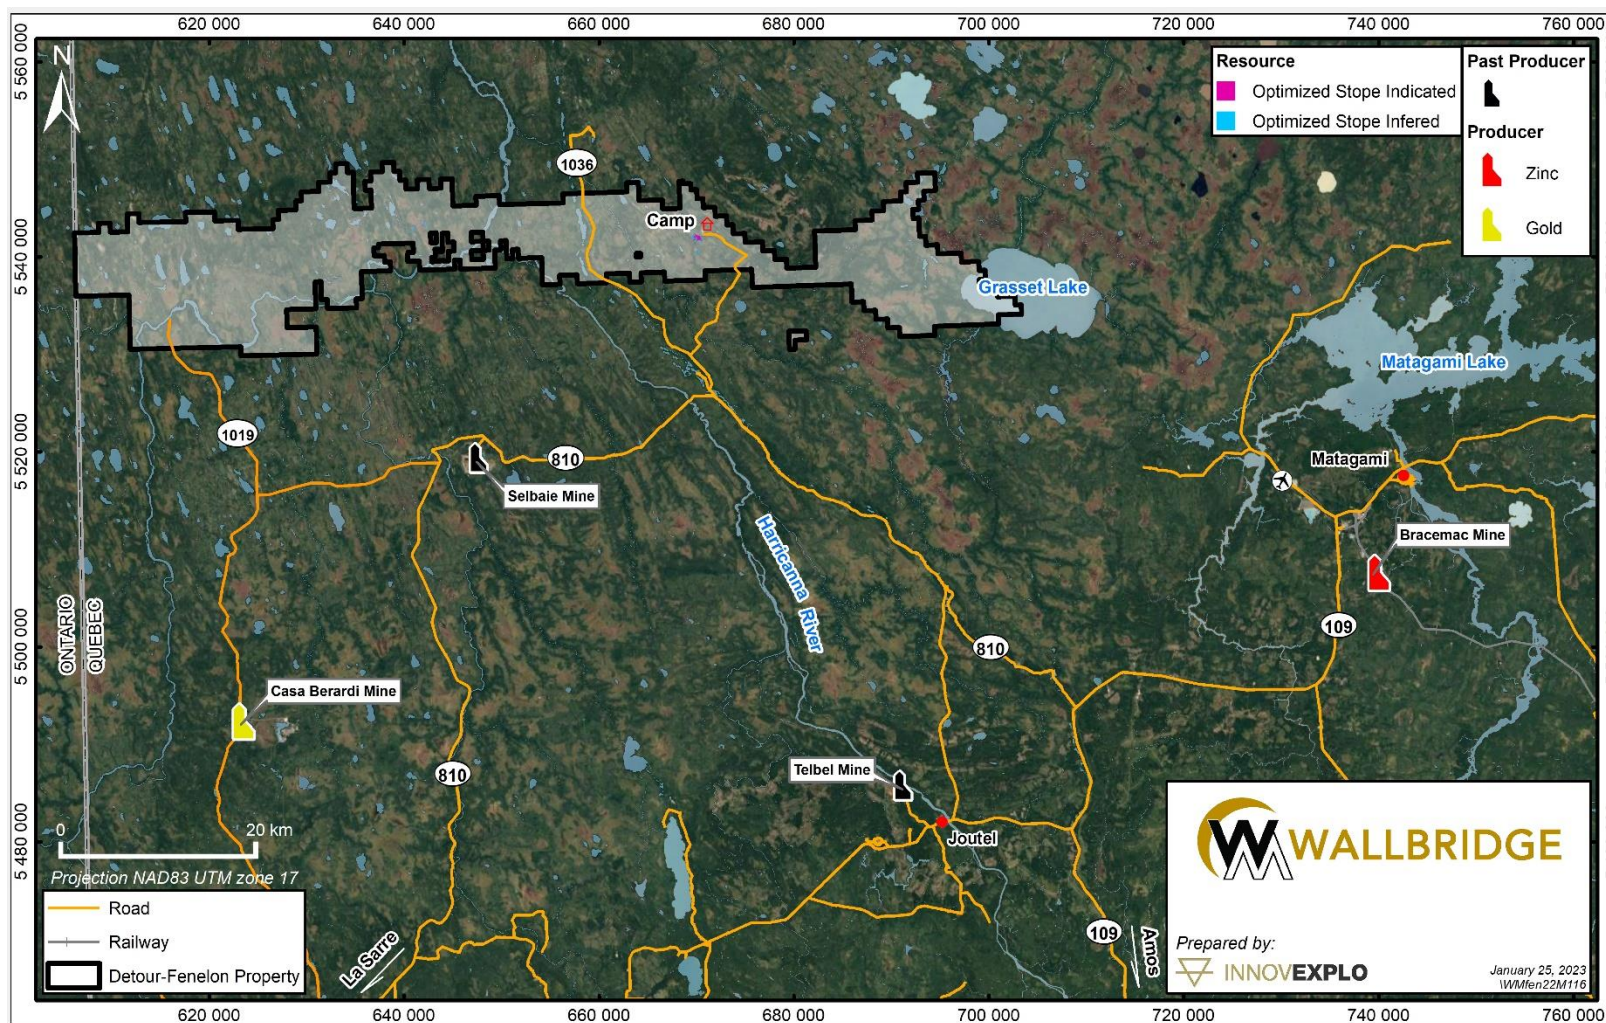 620 000
640 000
660 000
680 000
700 000
720 000
740 000
760 000
5 560 000
5 540 000
5 520 000
5 500 000
5 480 000
N
Resource
Optimized Stope Indicated
Optimized Stope Infered
Past Producer
Producer
Zinc
Gold
1036
Camp
Grasset Lake
Matagami Lake
1019
810
Selbaie Mine
Matagami
Bracemac Mine
Harricanna River
ONTARIO
QUEBEC
109
810
Casa Berardi Mine
810
Telbel Mine
Joutel
0 20 km
Projection NAD83 UTM zone 17
Road
Railway
Detour-Fenelon Property
La Sarre
109
Amos
WALLBRIDGE
Prepared by:
INNOVEXPLO
January 25, 2023
\WMfen22M116
620 000
640 000
660 000
680 000
700 000
720 000
740 000
760 000